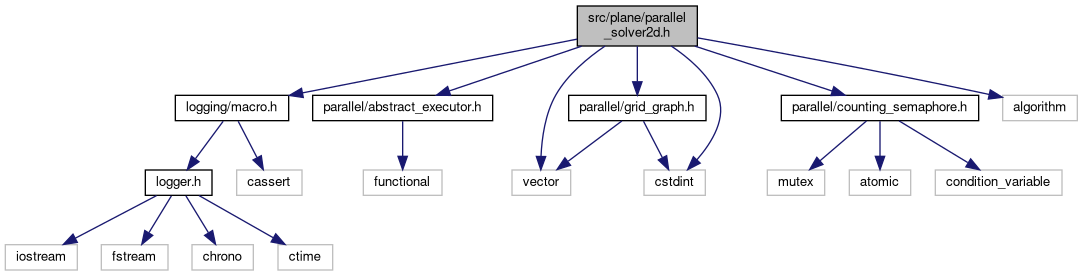 src/plane/parallel
_solver2d.h
logging/macro.h
parallel/abstract_executor.h
parallel/grid_graph.h
parallel/counting_semaphore.h
algorithm
logger.h
cassert
functional
vector
cstdint
mutex
atomic
condition_variable
iostream
fstream
chrono
ctime